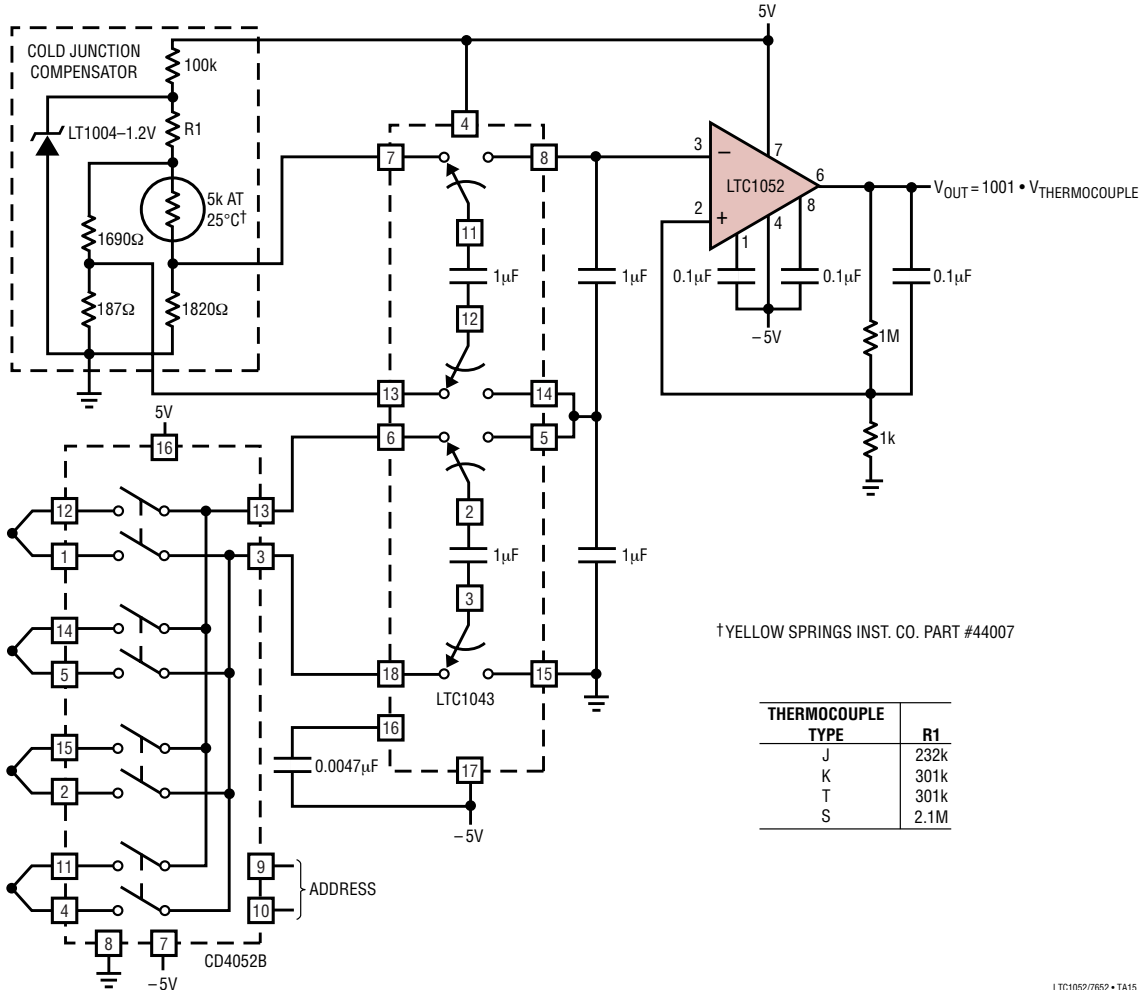 5V
COLD JUNCTION
COMPENSATOR
100k
LT1004–1.2V
R1
5k AT
25°C†
1690Ω
187Ω
1820Ω
4
7
8
11
1µF
12
13
14
6
5
2
1µF
3
18
15
LTC1043
16
17
0.0047µF
–5V
1µF
1µF
3
–
2
+
LTC1052
7
6
8
4
1
0.1µF
0.1µF
–5V
VOUT = 1001 • VTHERMOCOUPLE
0.1µF
1M
1k
5V
16
12
13
1
3
14
5
15
2
11
9
4
10
ADDRESS
8
7
CD4052B
–5V
†YELLOW SPRINGS INST. CO. PART #44007
THERMOCOUPLE
TYPE R1
J 232k
K 301k
T 301k
S 2.1M
LTC1052/7652 • TA15